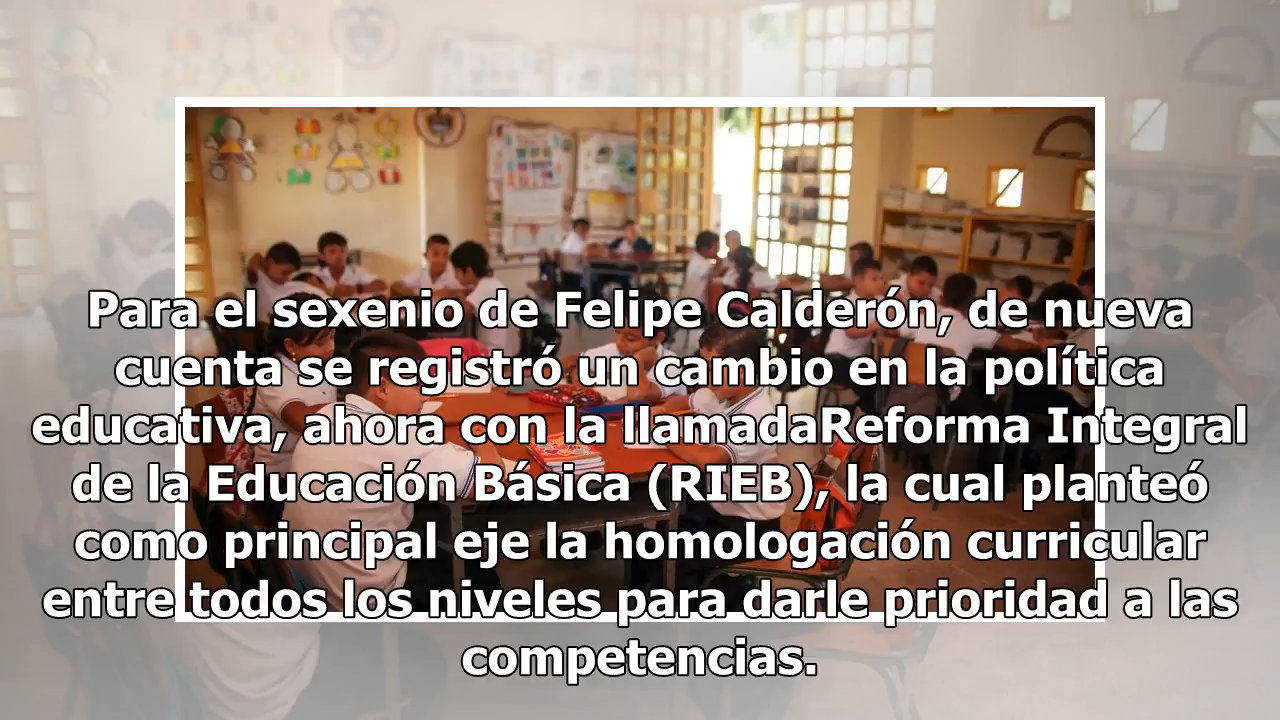 Para el sexenio de Felipe Calderón, de nueva
cuenta se registró un cambio en la política
educativa, ahora con la llamadaReforma Integral
de la Educación Básica (RIEB), la cual planteó
como principal eje la homologación curricular
entre todos los niveles para darle prioridad a las
competencias.